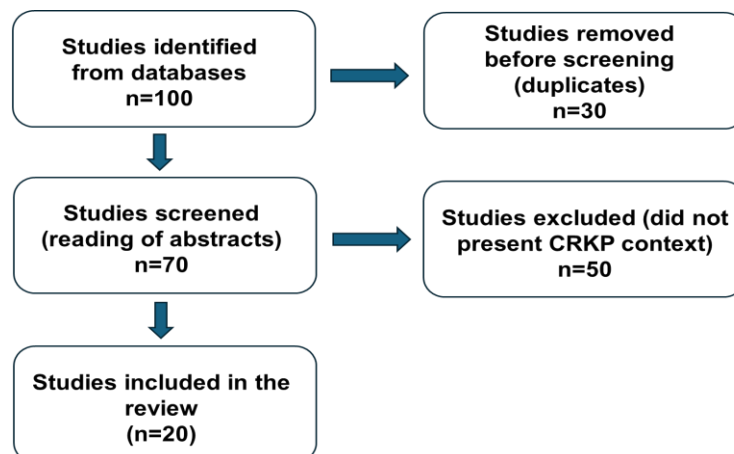 Studies identified
from databases
n=100
Studies removed
before screening
(duplicates)
n=30
Studies screened
(reading of abstracts)
n=70
Studies excluded (did not
present CRKP context)
n=50
Studies included in the
review
(n=20)